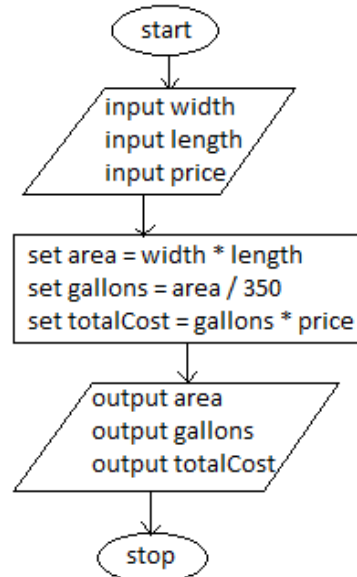 start
input width
input length
input price
set area = width * length
set gallons = area / 350
set totalCost = gallons * price
output area
output gallons
output totalCost
stop